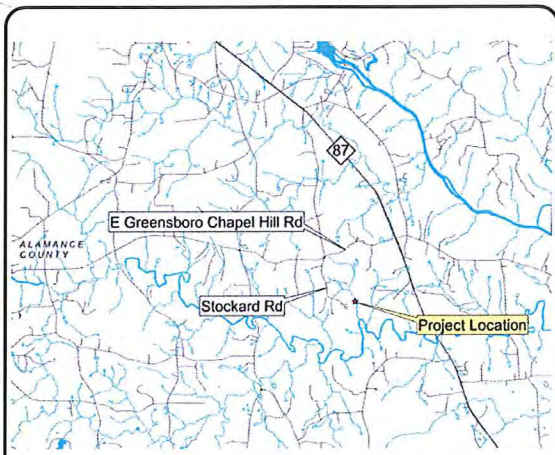 87
E Greensboro Chapel Hill Rd
ALAMANCE
COUNTY
Stockard Rd
Project Location